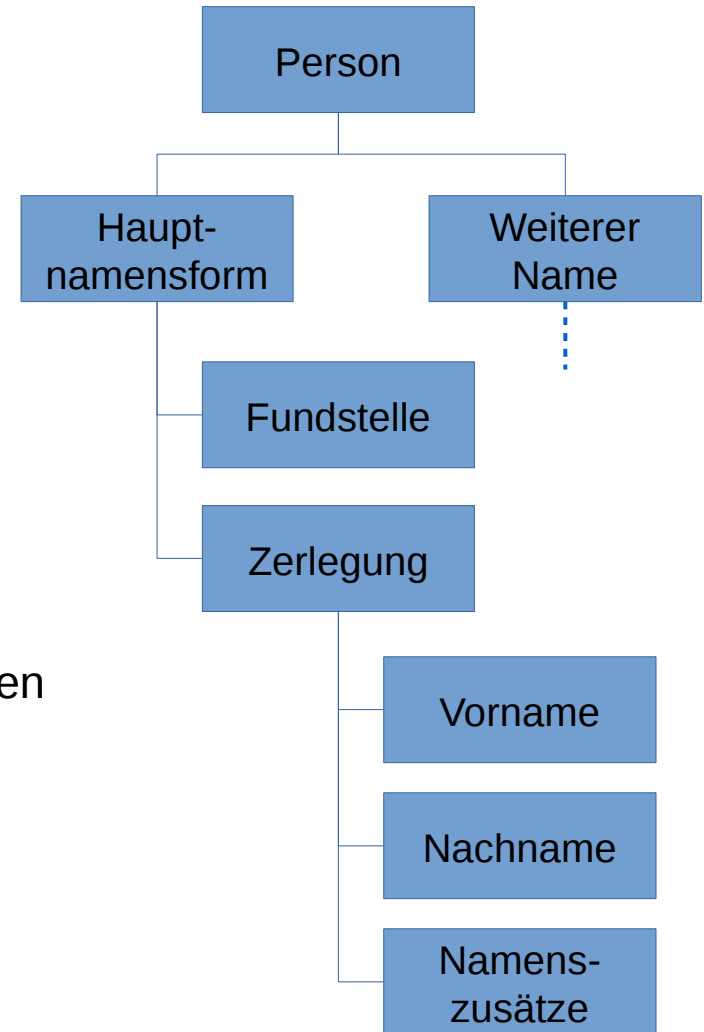 Person
Haupt-
namensform
Weiterer
Name
Fundstelle
Zerlegung
en
Vorname
Nachname
Namens-
zusätze